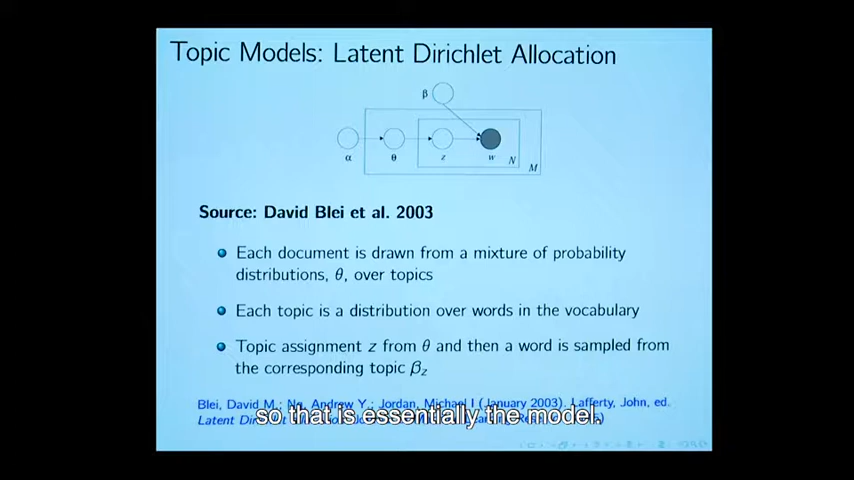 Topic Models: Latent Dirichlet Allocation
β
α θ z w N M
Source: David Blei et al. 2003
Each document is drawn from a mixture of probability
distributions, θ, over topics
Each topic is a distribution over words in the vocabulary
Topic assignment z from θ and then a word is sampled from
the corresponding topic βz
Blei, David M.; Ng, Andrew Y.; Jordan, Michael I (January 2003). Lafferty, John, ed.
Latent
so that is essentially the model.